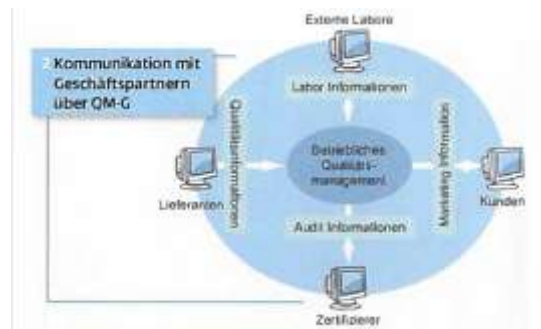 Externe Labore
Kommunikation mit
Geschäftspartnern
über QM-G
Labor Informationen
Qualitätsinformationen
Betriebliches
Qualitäts-
management
Marketing Information
Lieferanten
Kunden
Audit Informationen
Zertifizierer